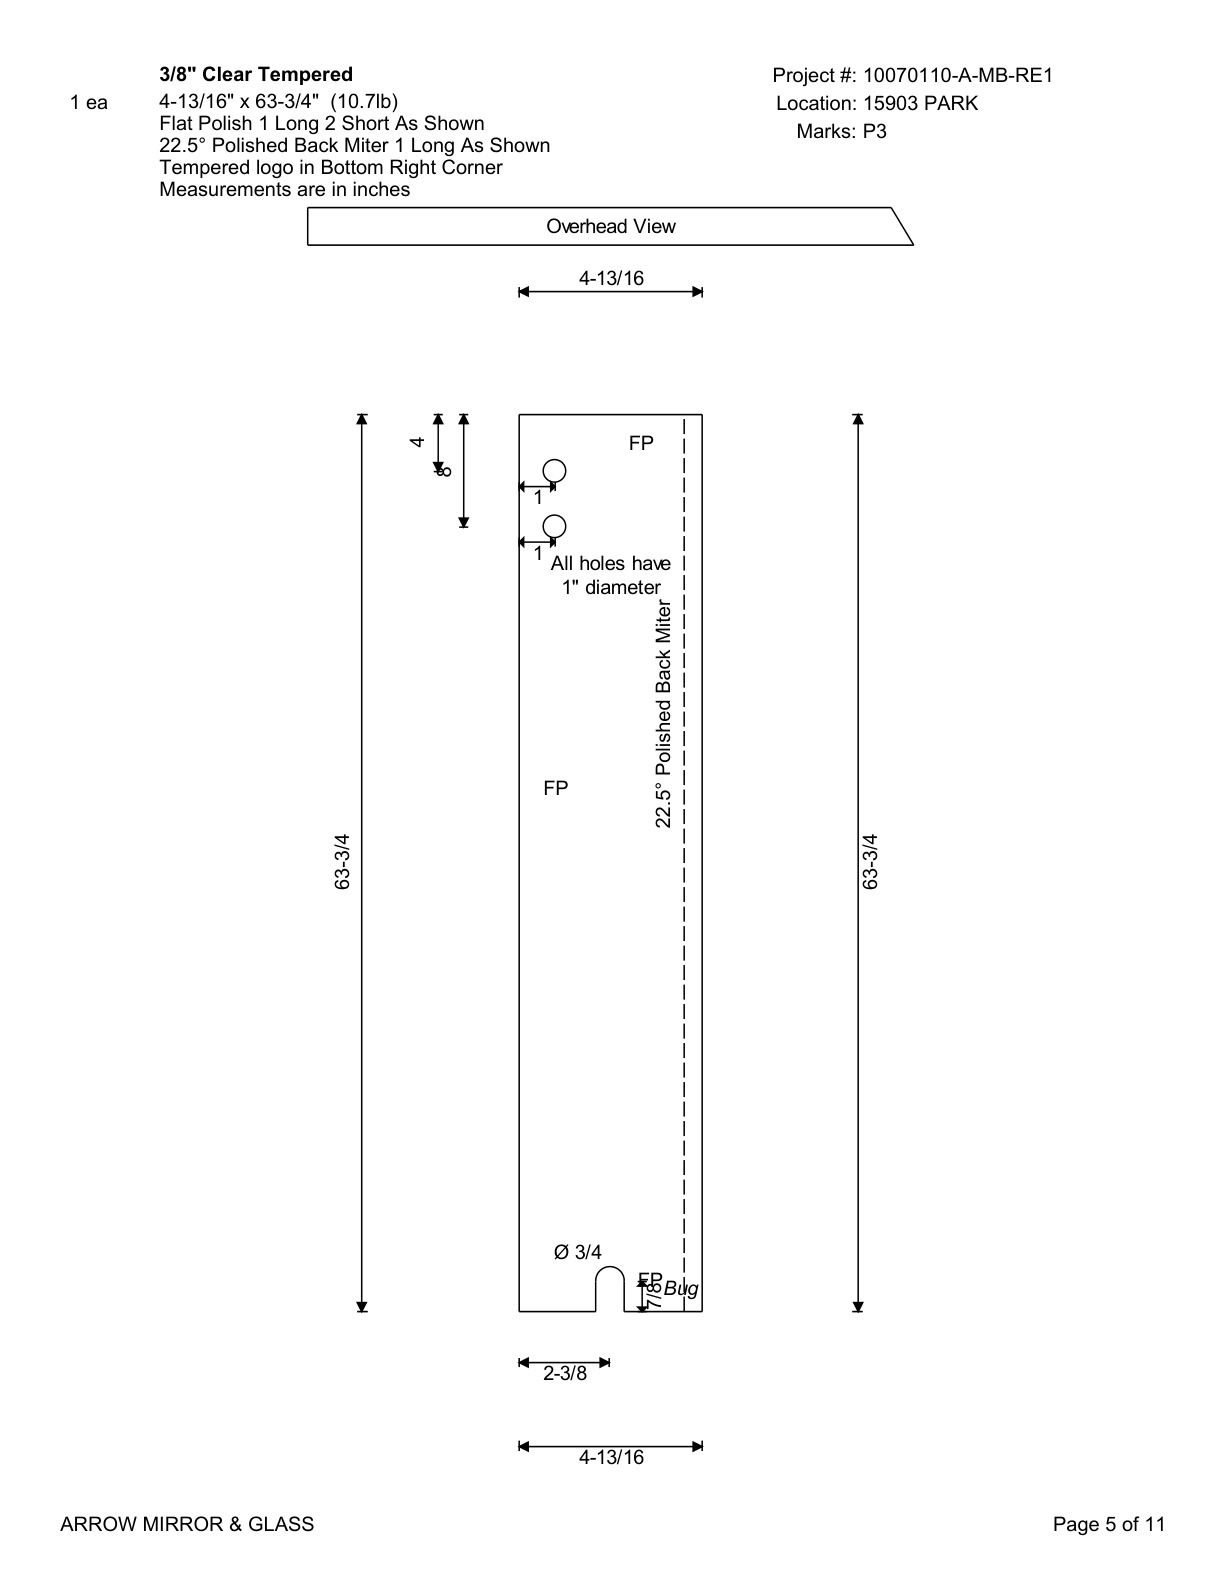 3/8" Clear Tempered
Project #: 10070110-A-MB-RE1
1 ea
4-13/16" x 63-3/4" (10.7lb)
Location: 15903 PARK
Flat Polish 1 Long 2 Short As Shown
Marks: P3
22.5° Polished Back Miter 1 Long As Shown
Tempered logo in Bottom Right Corner
Measurements are in inches
Overhead View
4-13/16
4
8
FP
1
1
All holes have
1" diameter
22.5° Polished Back Miter
FP
63-3/4
63-3/4
Ø 3/4
FP
7/8
Bug
2-3/8
4-13/16
ARROW MIRROR & GLASS
Page 5 of 11